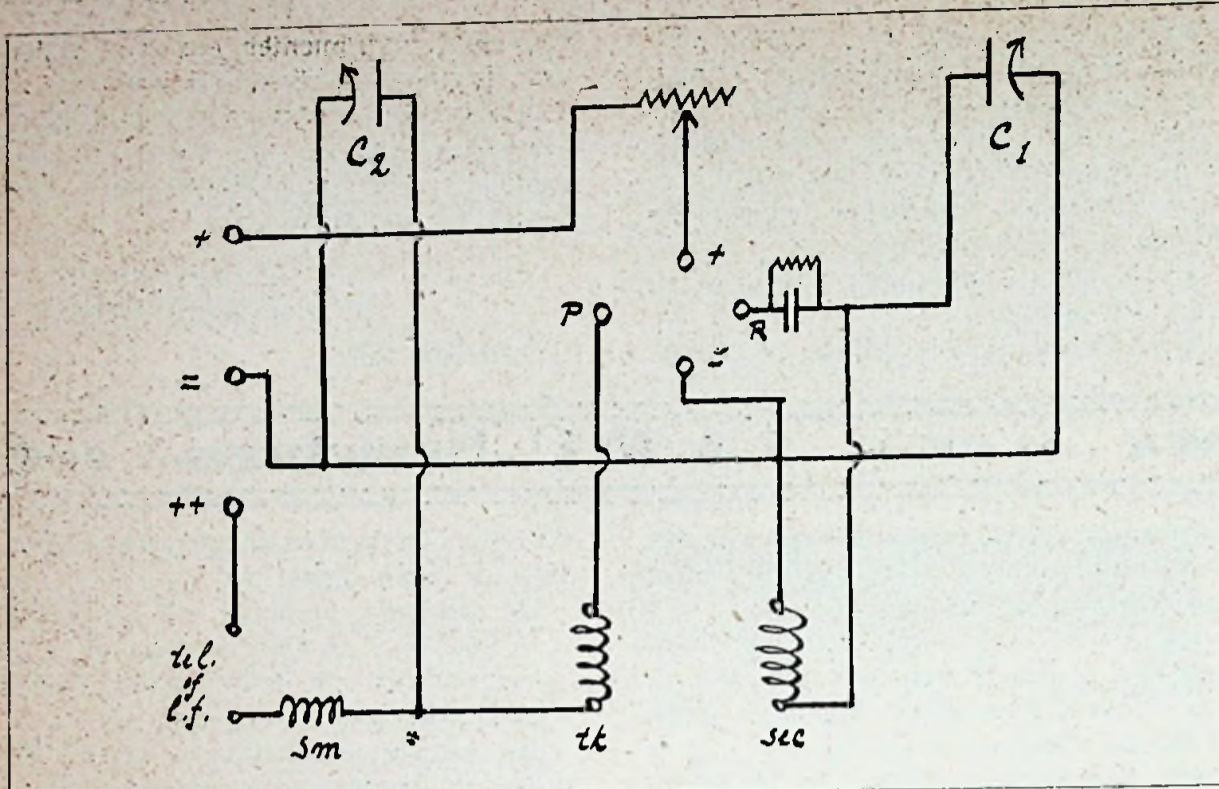 C2
C1
+
+
P
R
=
=
++
tel.
of
l.f.
sm
*
tk
sec